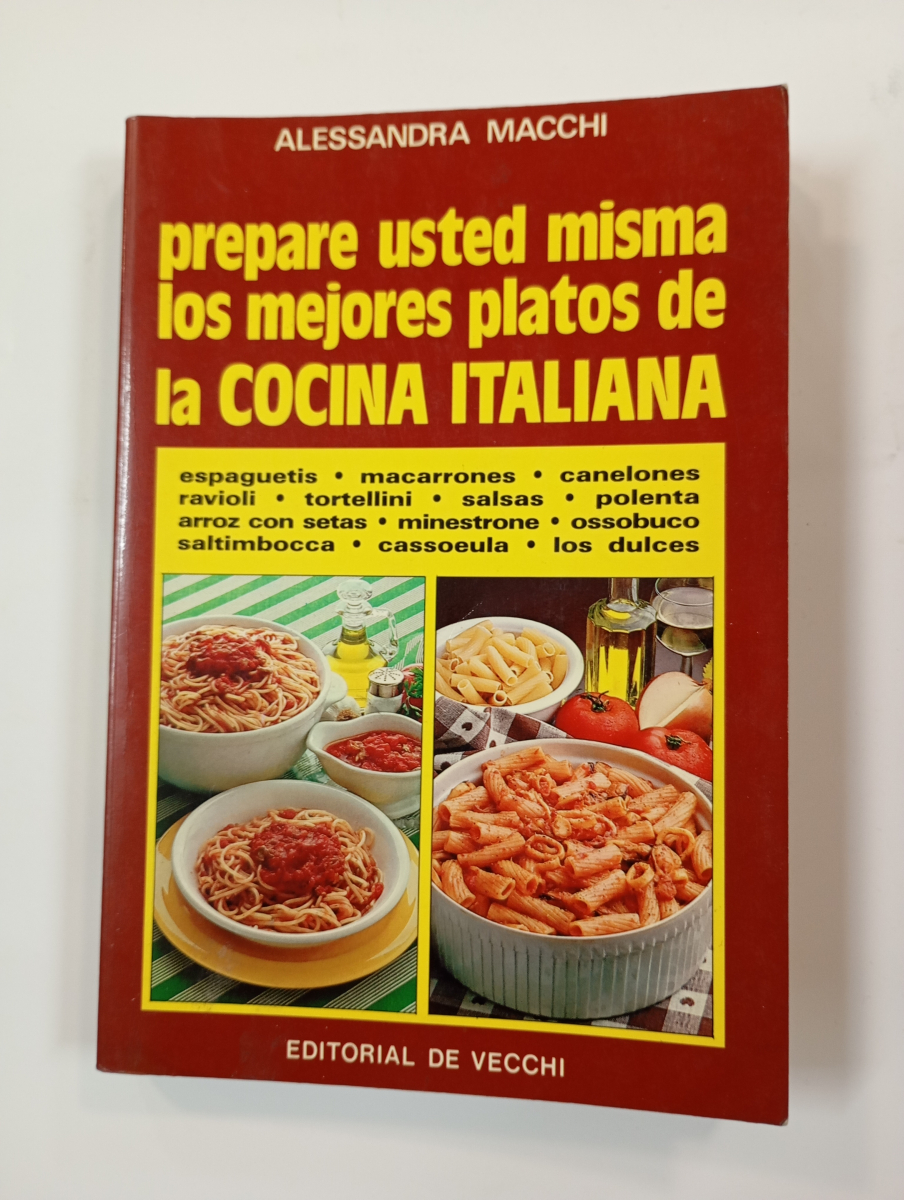 ALESSANDRA MACCHI
prepare usted misma
los mejores platos de
la COCINA ITALIANA
espaguetis • macarrones • canelones
ravioli • tortellini • salsas • polenta
arroz con setas • minestrone • ossobuco
saltimbocca • cassoeula • los dulces
EDITORIAL DE VECCHI